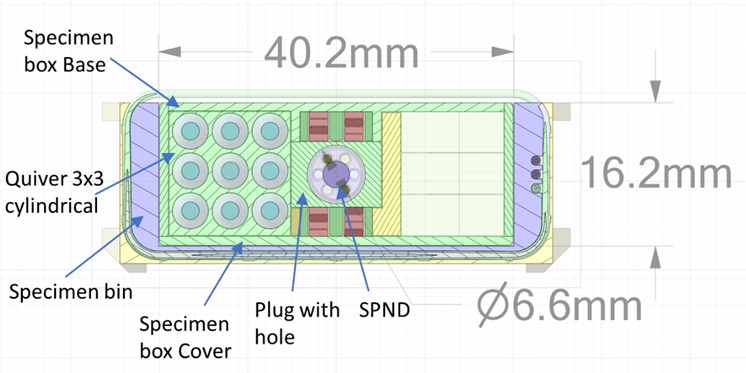 Specimen
box Base
40.2mm
Quiver 3x3
cylindrical
16.2mm
Specimen bin
Specimen
box Cover
Plug with
hole
SPND
Ø6.6mm